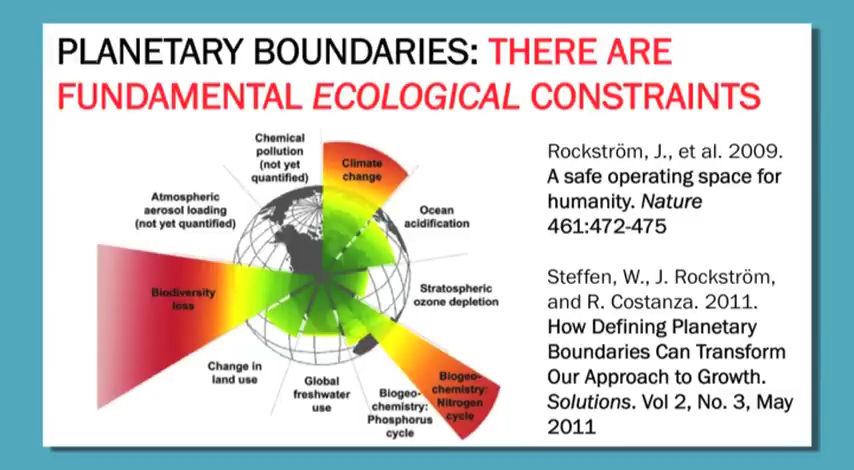 PLANETARY BOUNDARIES: THERE ARE
FUNDAMENTAL ECOLOGICAL CONSTRAINTS
Chemical
pollution
(not yet
quantified)
Climate
change
Atmospheric
aerosol loading
(not yet quantified)
Ocean
acidification
Biodiversity
loss
Stratospheric
ozone depletion
Change in
land use
Global
freshwater
use
Biogeo-
chemistry:
Phosphorus
cycle
Biogeo-
chemistry:
Nitrogen
cycle
Rockström, J., et al. 2009.
A safe operating space for
humanity. Nature
461:472-475
Steffen, W., J. Rockström,
and R. Costanza. 2011.
How Defining Planetary
Boundaries Can Transform
Our Approach to Growth.
Solutions. Vol 2, No. 3, May
2011